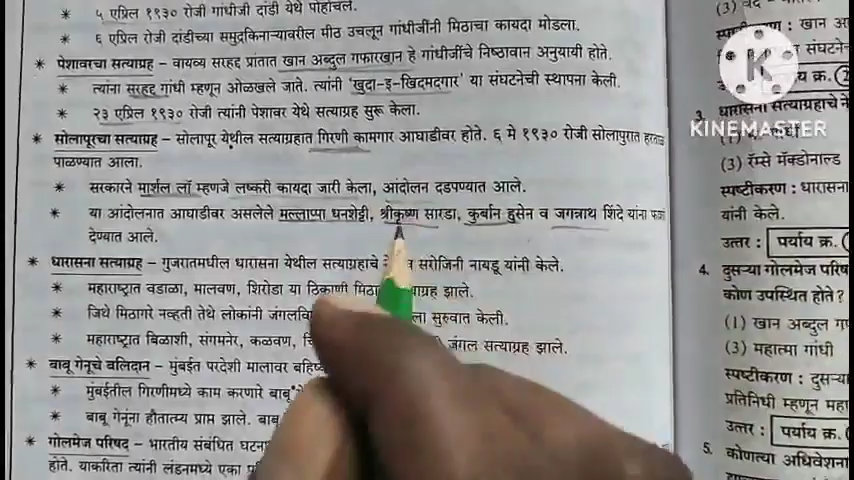 ५ एप्रिल १९३० रोजी गांधीजी दांडी येथे पोहोचले.
* ६ एप्रिल रोजी दांडीच्या समुद्रकिनाऱ्यावरील मीठ उचलून गांधीजींनी मिठाचा कायदा मोडला.
* पेशावरचा सत्याग्रह – वायव्य सरहद्द प्रांतात खान अब्दुल गफारखान हे गांधीजींचे निष्ठावान अनुयायी होते.
* त्यांना सरहद्द गांधी म्हणून ओळखले जाते. त्यांनी 'खुदा-इ-खिदमदगार' या संघटनेची स्थापना केली.
* २३ एप्रिल १९३० रोजी त्यांनी पेशावर येथे सत्याग्रह सुरू केला.
* सोलापूरचा सत्याग्रह – सोलापूर येथील सत्याग्रहात गिरणी कामगार आघाडीवर होते. ६ मे १९३० रोजी सोलापुरात हरताळ
पाळण्यात आला.
* सरकारने मार्शल लॉ म्हणजे लष्करी कायदा जारी केला, आंदोलन दडपण्यात आले.
* या आंदोलनात आघाडीवर असलेले मल्लाप्पा धनशेट्टी, श्रीकृष्ण सारडा, कुर्बान हुसेन व जगन्नाथ शिंदे यांना
देण्यात आले.
* धारासना सत्याग्रह – गुजरातमधील धारासना येथील सत्याग्रहाचे सरोजिनी नायडू यांनी केले.
* महाराष्ट्रात वडाळा, मालवण, शिरोडा या ठिकाणी झाले.
* जिथे मिठागरे नव्हती तेथे लोकांनी सुरुवात केली.
* महाराष्ट्रात बिळाशी, संगमनेर, कळवण, जंगल सत्याग्रह झाले.
* बाबू गेनूचे बलिदान – मुंबईत परदेशी मालावर
* मुंबईतील गिरणीमध्ये काम करणारे
* बाबू गेनूंना हौतात्म्य प्राप्त झाले.
* गोलमेज परिषद – भारतीय संबंधित
होते. याकरिता त्यांनी लंडनमध्ये एका
(3)
खान
K
KINEMASTER
3. धारासना सत्याग्रहाचे
(3) रॅम्से मॅक्डोनाल्ड
स्पष्टीकरण : धारासना
यांनी केले.
उत्तर : पर्याय क्र.
4. दुसऱ्या गोलमेज
कोण उपस्थित होते ?
(1) खान अब्दुल
(3) महात्मा गांधी
स्पष्टीकरण :
प्रतिनिधी म्हणून
उत्तर : पर्याय क्र.
5. कोणत्या